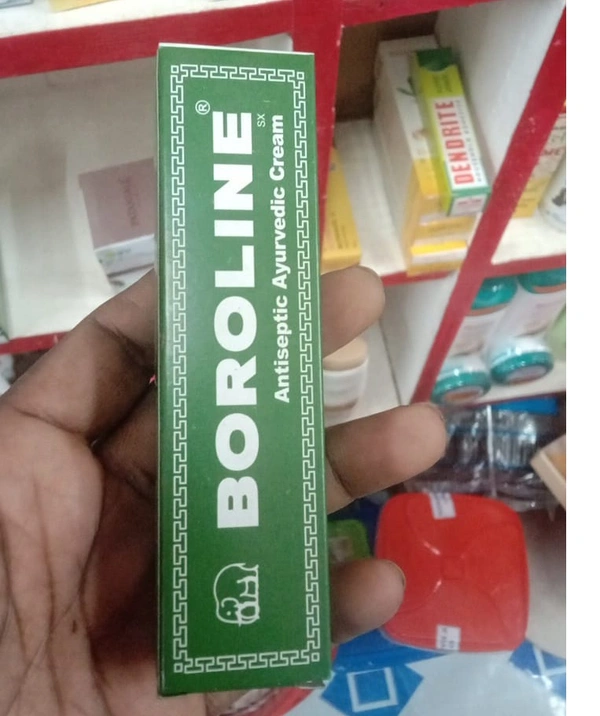 BOROLINE®
SX
Antiseptic Ayurvedic Cream
DENDRITE